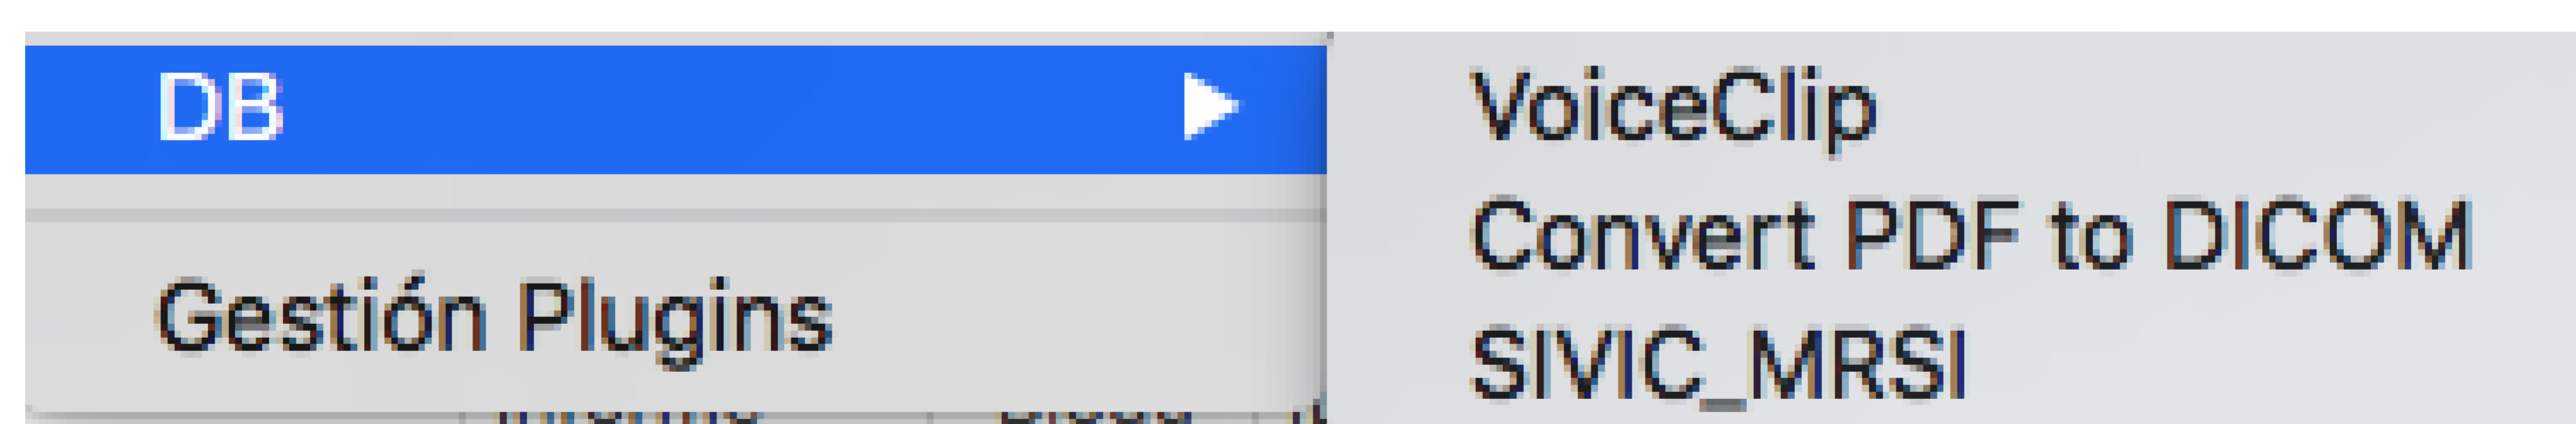 DB
Gestión Plugins
VoiceClip
Convert PDF to DICOM
SIVIC_MRSI